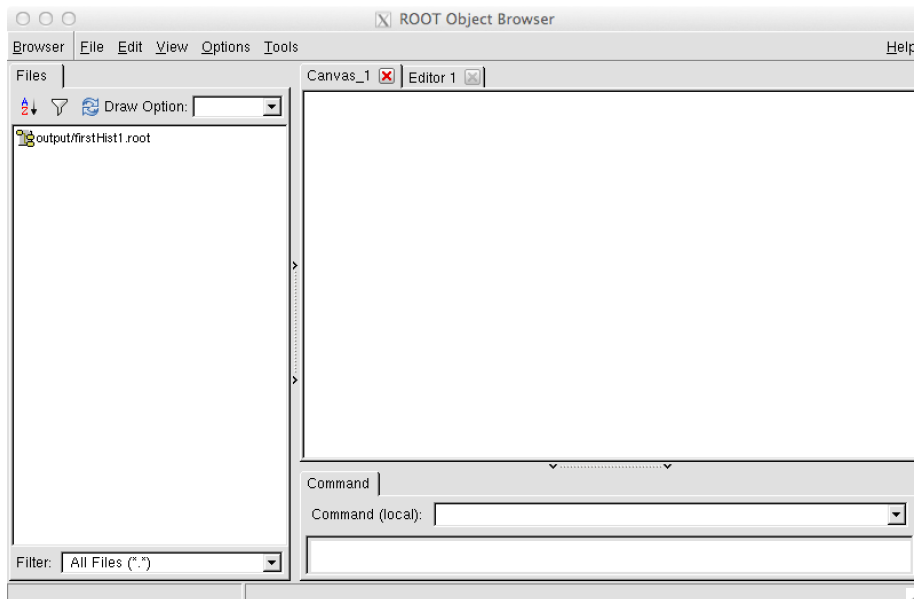 ROOT Object Browser
Browser File Edit View Options Tools Help
Files
Canvas_1 Editor 1
Draw Option:
output/firstHist1.root
Command
Command (local):
Filter: All Files (*.*)